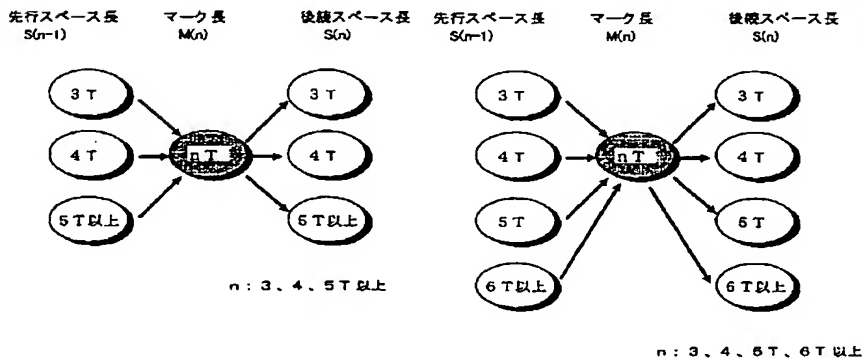 先行スペース長 マーク長 後続スペース長
S(n-1) M(n) S(n)
3T 3T
4T nT 4T
5T以上 5T以上
n:3、4、5T以上
先行スペース長 マーク長 後続スペース長
S(n-1) M(n) S(n)
3T 3T
4T nT 4T
5T 5T
6T以上 6T以上
n:3、4、5T、6T以上